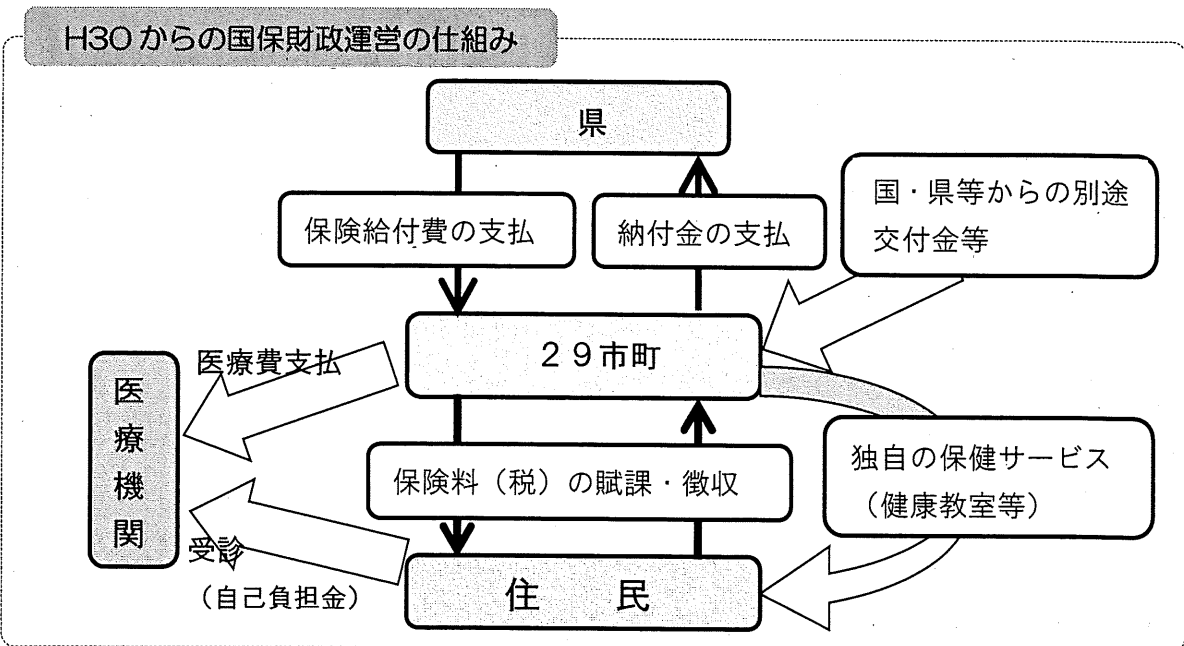 H30からの国保財政運営の仕組み
県
保険給付費の支払
納付金の支払
国・県等からの別途
交付金等
29市町
医療費支払
医療機関
保険料（税）の賦課・徴収
独自の保健サービス
（健康教室等）
受診
（自己負担金）
住　民